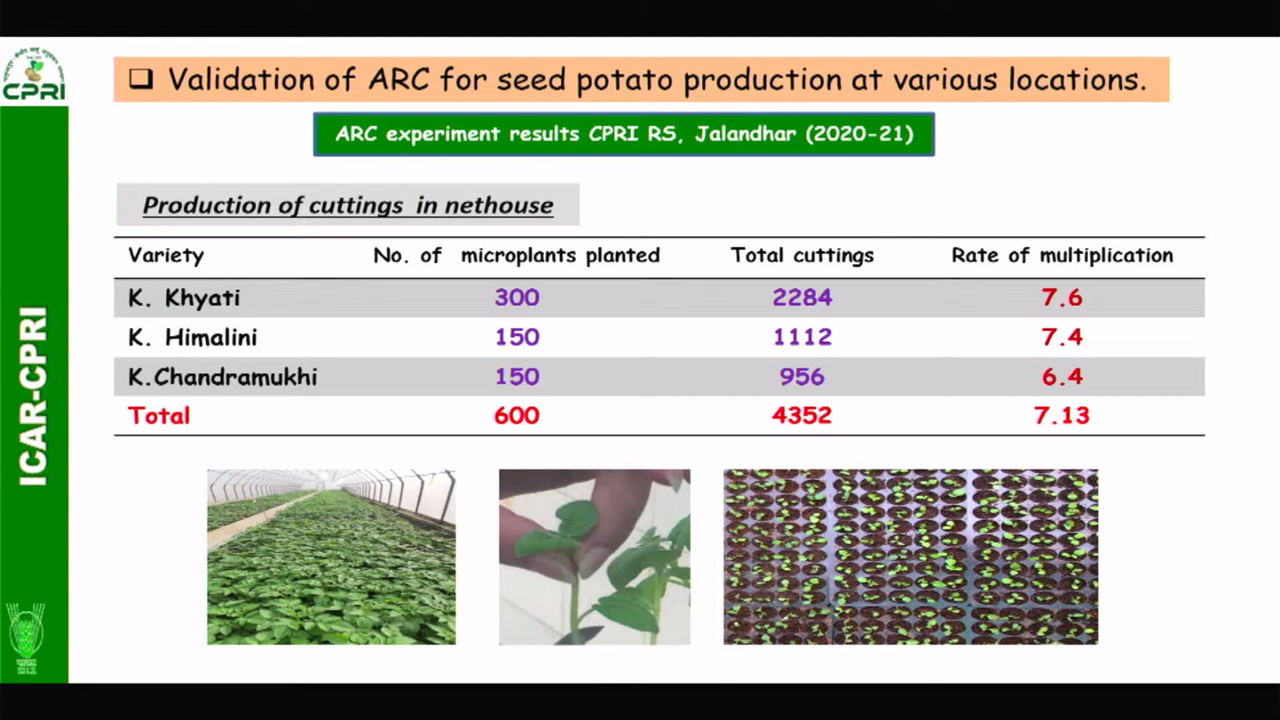 CPRI
❑ Validation of ARC for seed potato production at various locations.
ARC experiment results CPRI RS, Jalandhar (2020-21)
Production of cuttings in nethouse
Variety No. of microplants planted Total cuttings Rate of multiplication
K. Khyati 300 2284 7.6
K. Himalini 150 1112 7.4
K.Chandramukhi 150 956 6.4
Total 600 4352 7.13
ICAR-CPRI